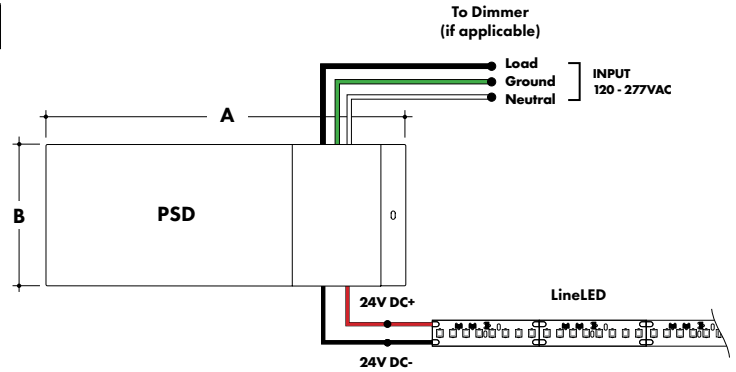 To Dimmer
(if applicable)
Load
Ground
Neutral
INPUT
120 - 277VAC
A
B
PSD
0
24V DC+
LineLED
24V DC-